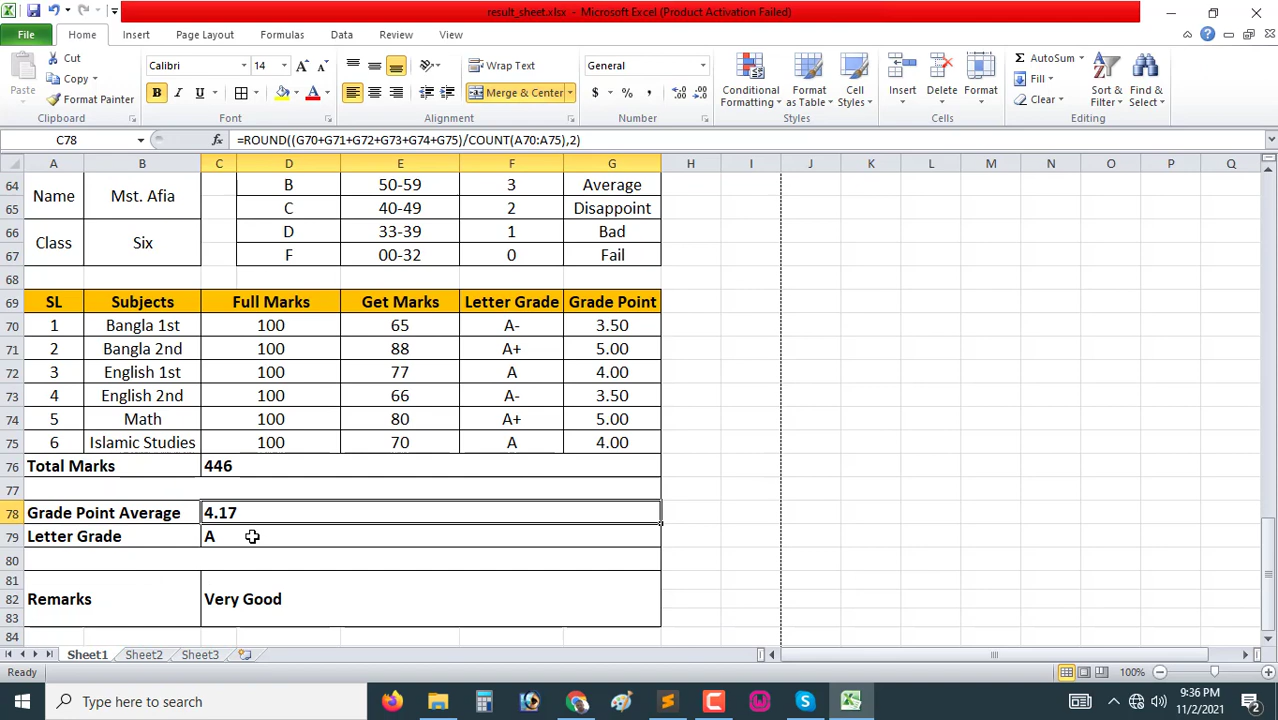 result_sheet.xlsx - Microsoft Excel (Product Activation Failed)
File Home Insert Page Layout Formulas Data Review View
Paste Cut Copy Format Painter Clipboard
Calibri 14 A A B I U A Font
Wrap Text Merge & Center Alignment
General $ % , .0 .00 .00 .0 Number
Conditional Formatting Format as Table Cell Styles Styles
Insert Delete Format Cells
Σ AutoSum Fill Clear Sort & Filter Find & Select Editing
C78 fx =ROUND((G70+G71+G72+G73+G74+G75)/COUNT(A70:A75),2)
A B C D E F G H I J K L M N O P Q
64 Name Mst. Afia B 50-59 3 Average
65 C 40-49 2 Disappoint
66 Class Six D 33-39 1 Bad
67 F 00-32 0 Fail
68
69 SL Subjects Full Marks Get Marks Letter Grade Grade Point
70 1 Bangla 1st 100 65 A- 3.50
71 2 Bangla 2nd 100 88 A+ 5.00
72 3 English 1st 100 77 A 4.00
73 4 English 2nd 100 66 A- 3.50
74 5 Math 100 80 A+ 5.00
75 6 Islamic Studies 100 70 A 4.00
76 Total Marks 446
77
78 Grade Point Average 4.17
79 Letter Grade A
80
81
82 Remarks Very Good
83
84
Sheet1 Sheet2 Sheet3
Ready 100%
Type here to search
9:36 PM
11/2/2021
2